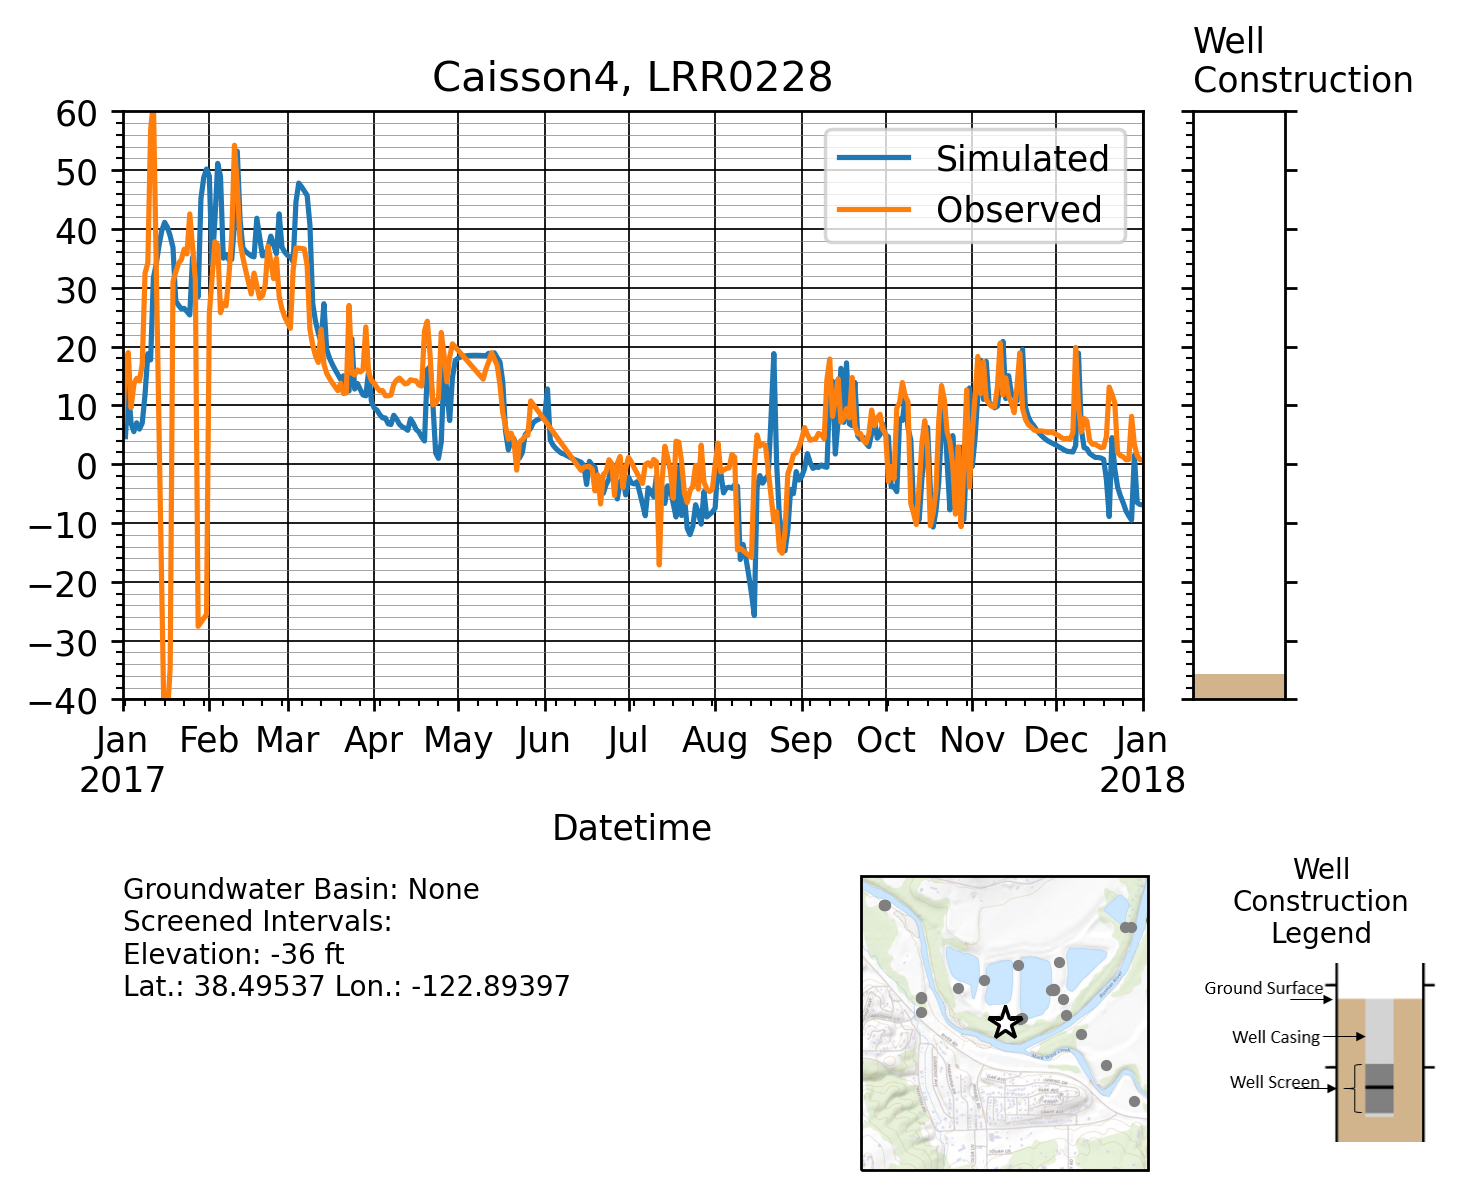 Well
Construction
Caisson4, LRR0228
60
50
40
30
20
10
0
−10
−20
−30
−40
Simulated
Observed
Jan Feb Mar Apr May Jun Jul Aug Sep Oct Nov Dec Jan
2017 2018
Datetime
Groundwater Basin: None
Screened Intervals:
Elevation: -36 ft
Lat.: 38.49537 Lon.: -122.89397
Well
Construction
Legend
Ground Surface
Well Casing
Well Screen